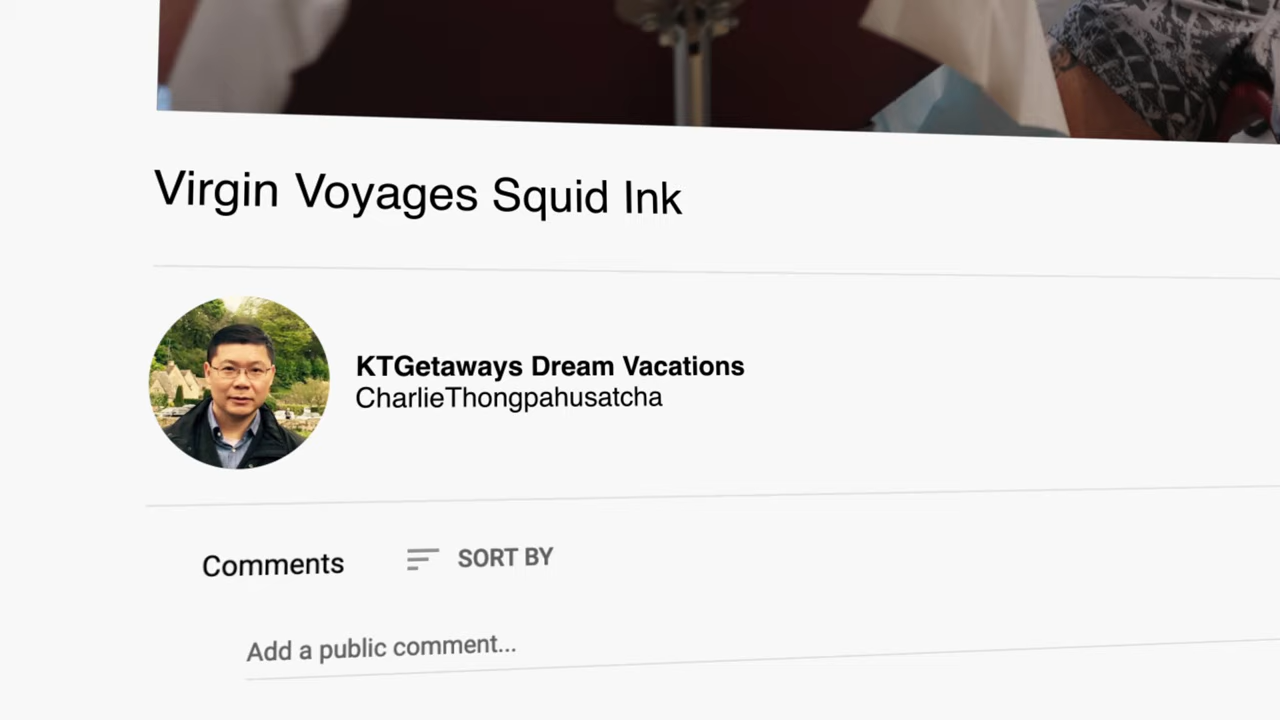 Virgin Voyages Squid Ink
KTGetaways Dream Vacations
CharlieThongpahusatcha
Comments
SORT BY
Add a public comment...